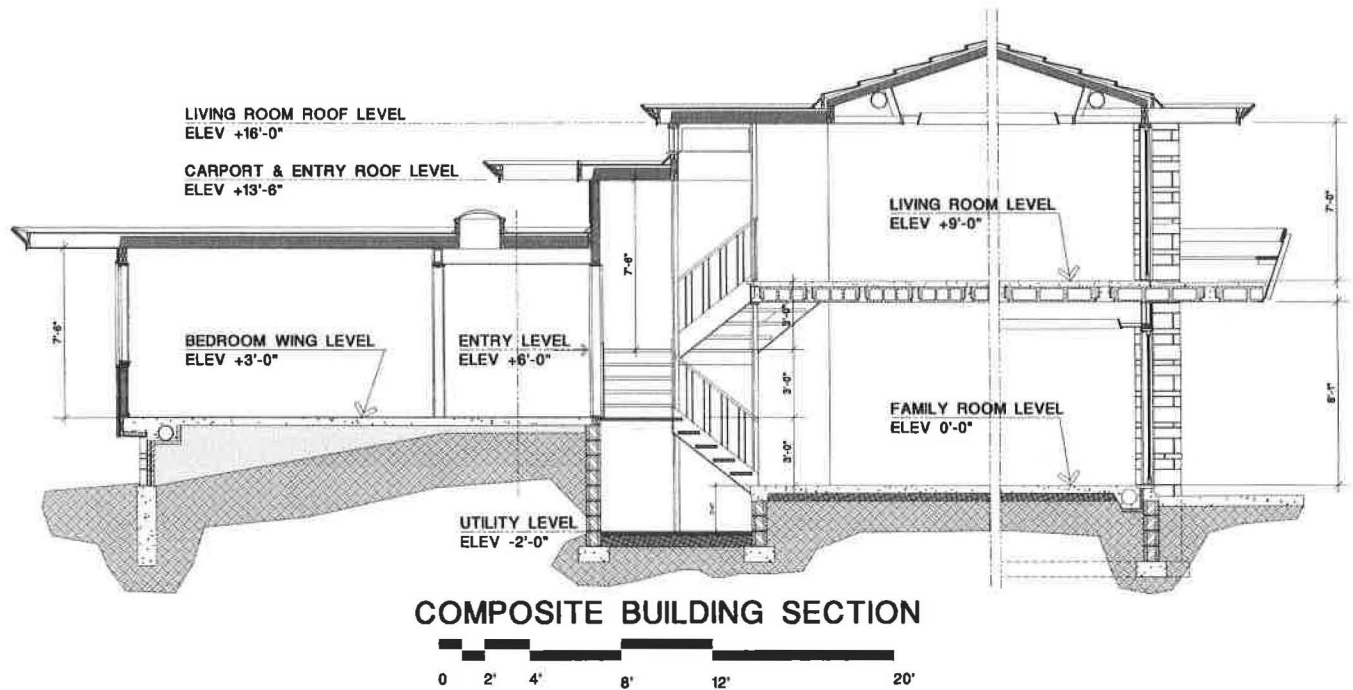 LIVING ROOM ROOF LEVEL
ELEV +16'-0"
CARPORT & ENTRY ROOF LEVEL
ELEV +13'-6"
LIVING ROOM LEVEL
ELEV +9'-0"
7'-0"
7'-6"
7'-6"
BEDROOM WING LEVEL
ELEV +3'-0"
ENTRY LEVEL
ELEV +6'-0"
3'-0"
3'-0"
3'-0"
8'-1"
FAMILY ROOM LEVEL
ELEV 0'-0"
UTILITY LEVEL
ELEV -2'-0"
COMPOSITE BUILDING SECTION
0 2' 4' 8' 12' 20'